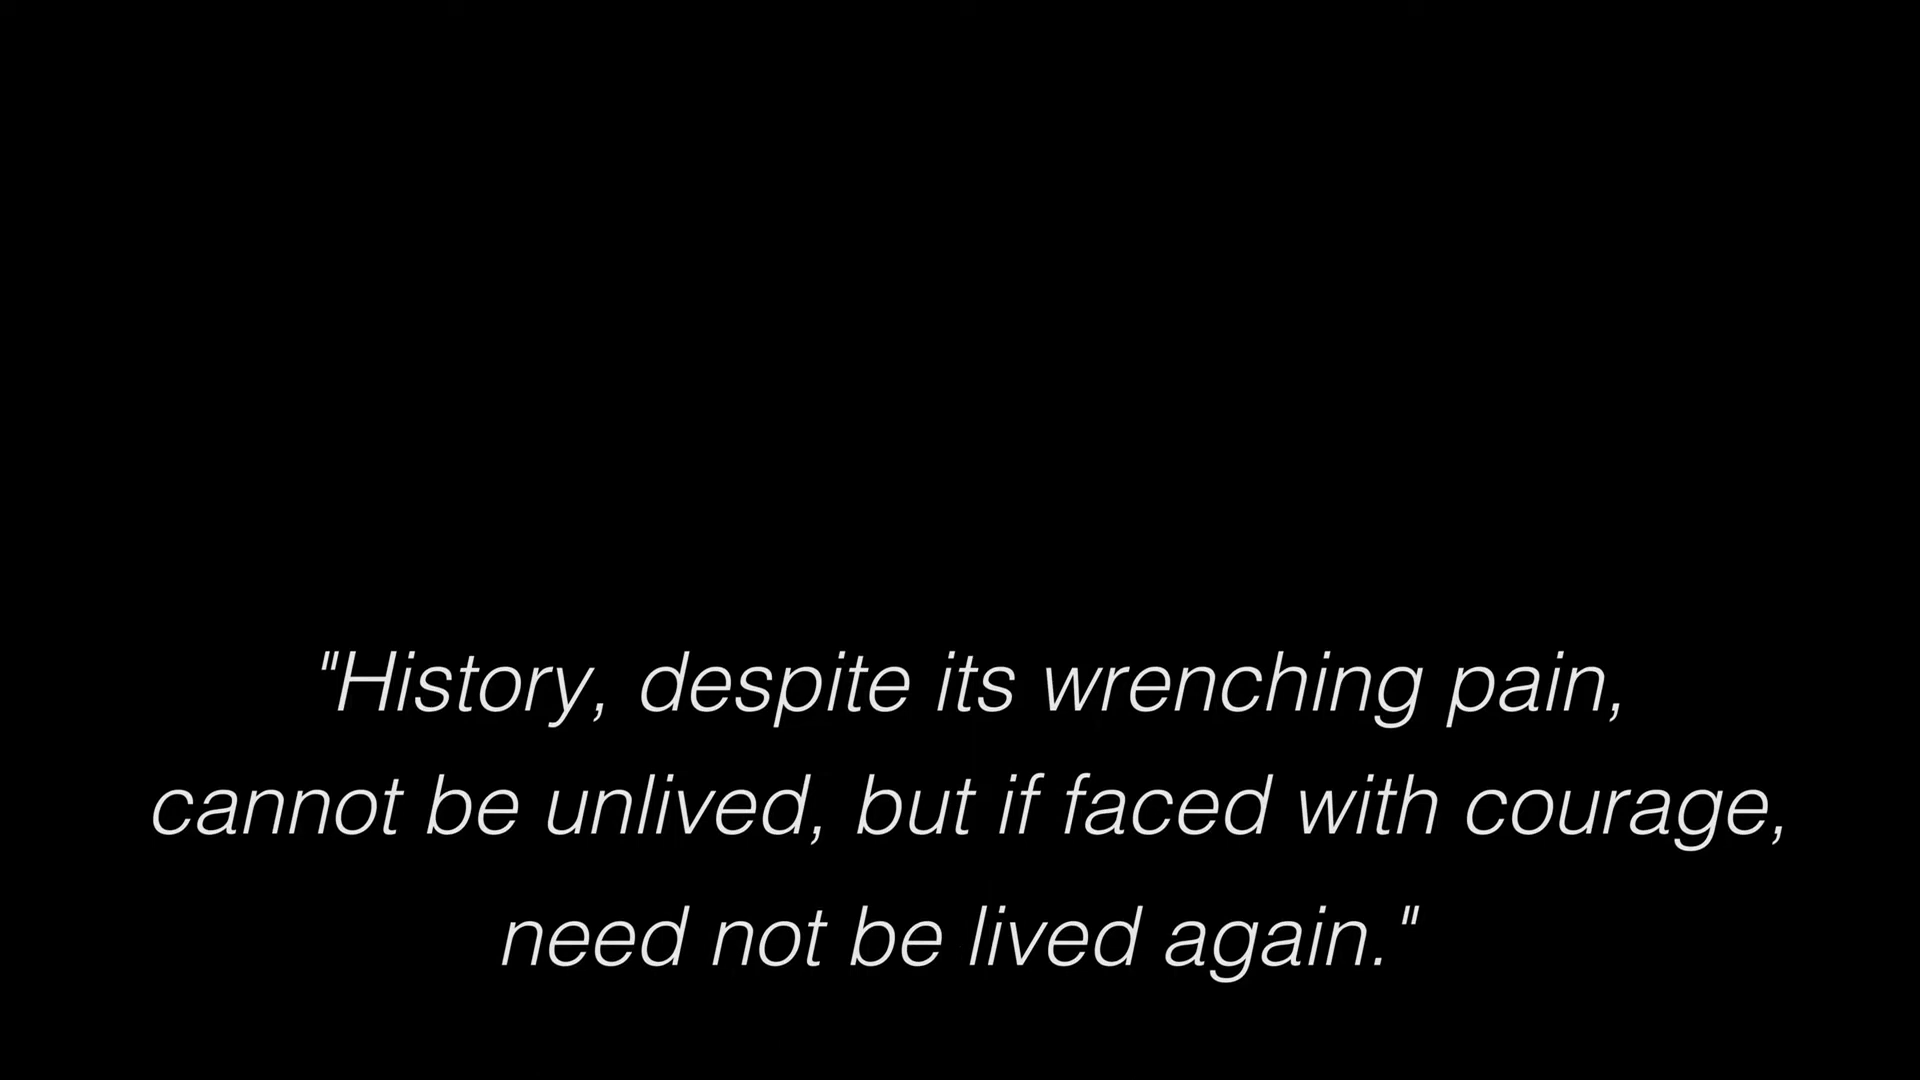 "History, despite its wrenching pain,
cannot be unlived, but if faced with courage,
need not be lived again."